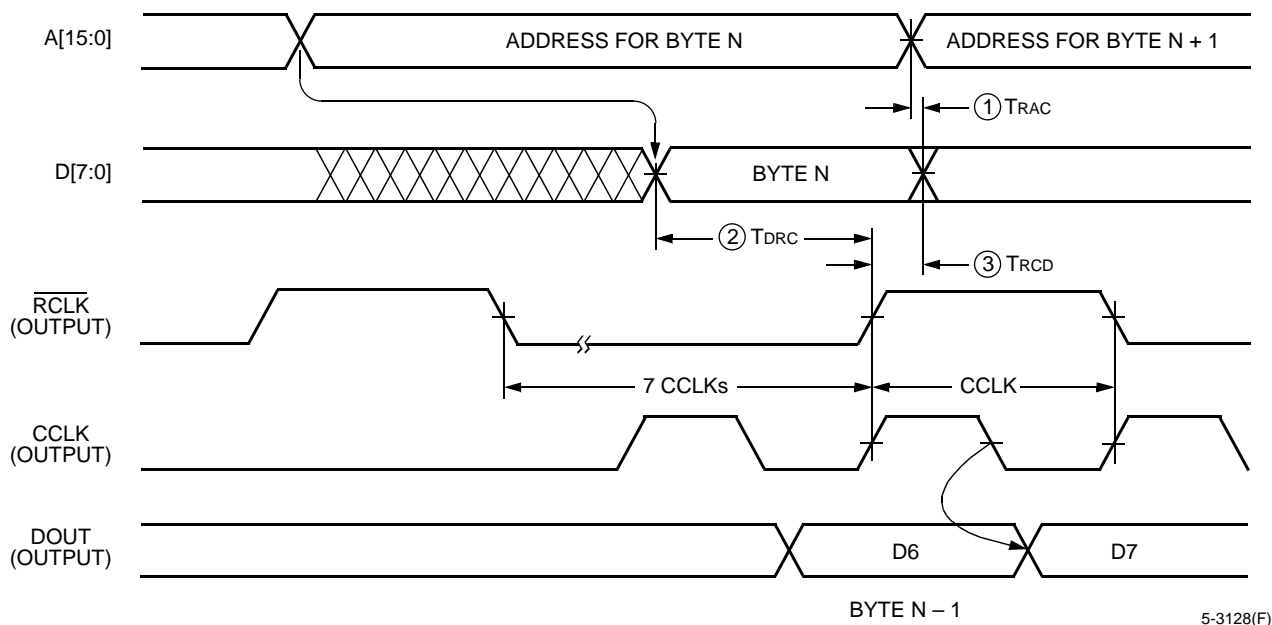 A[15:0]
ADDRESS FOR BYTE N
ADDRESS FOR BYTE N + 1
1 TRAC
D[7:0]
BYTE N
2 TDRC
3 TRCD
RCLK
(OUTPUT)
7 CCLKs
CCLK
CCLK
(OUTPUT)
DOUT
(OUTPUT)
D6
D7
BYTE N – 1
5-3128(F)